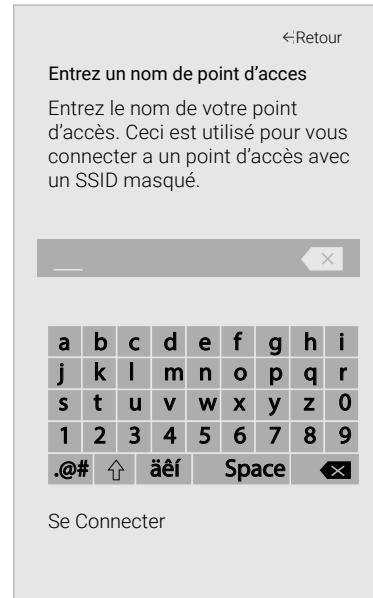 Retour
Entrez un nom de point d'acces
Entrez le nom de votre point
d'accès. Ceci est utilisé pour vous
connecter a un point d'accès avec
un SSID masqué.
a b c d e f g h i
j k l m n o p q r
s t u v w x y z 0
1 2 3 4 5 6 7 8 9
.@# äêí Space
Se Connecter